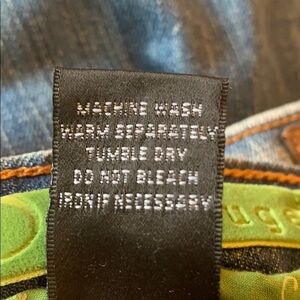 MACHINE WASH
WARM SEPARATELY
TUMBLE DRY
DO NOT BLEACH
IRON IF NECESSARY